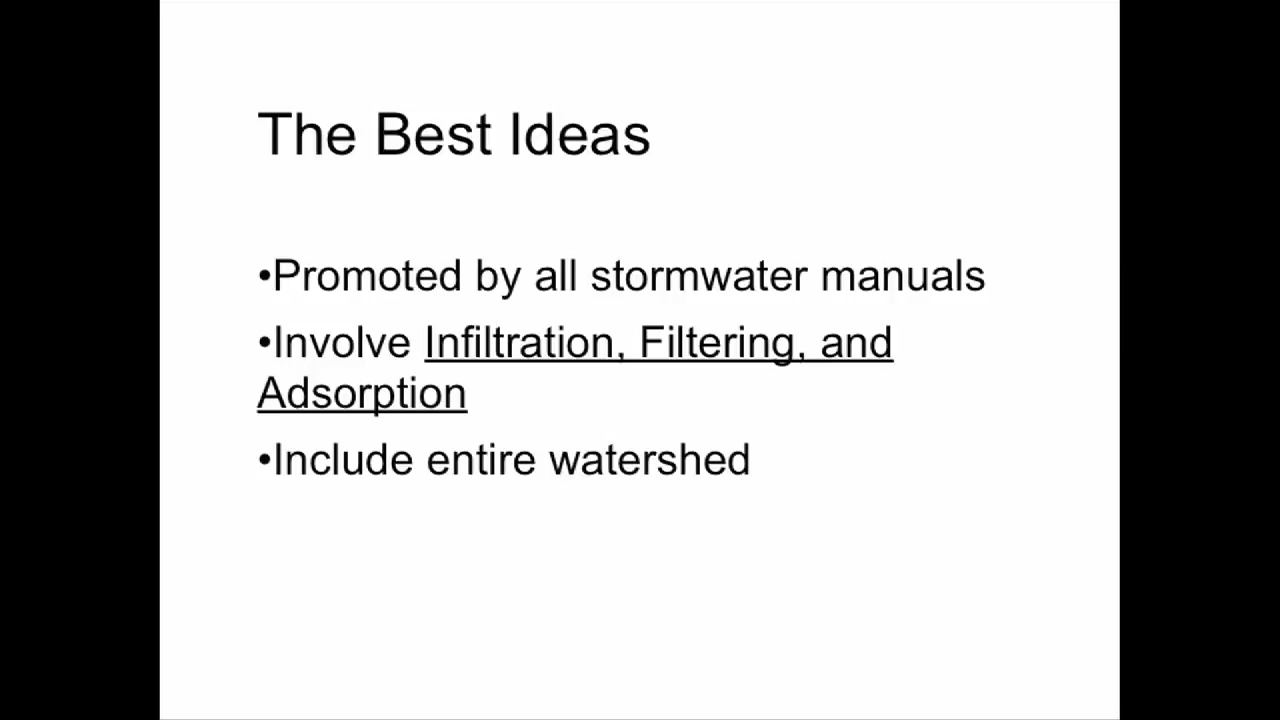 The Best Ideas
•Promoted by all stormwater manuals
•Involve Infiltration, Filtering, and
Adsorption
•Include entire watershed